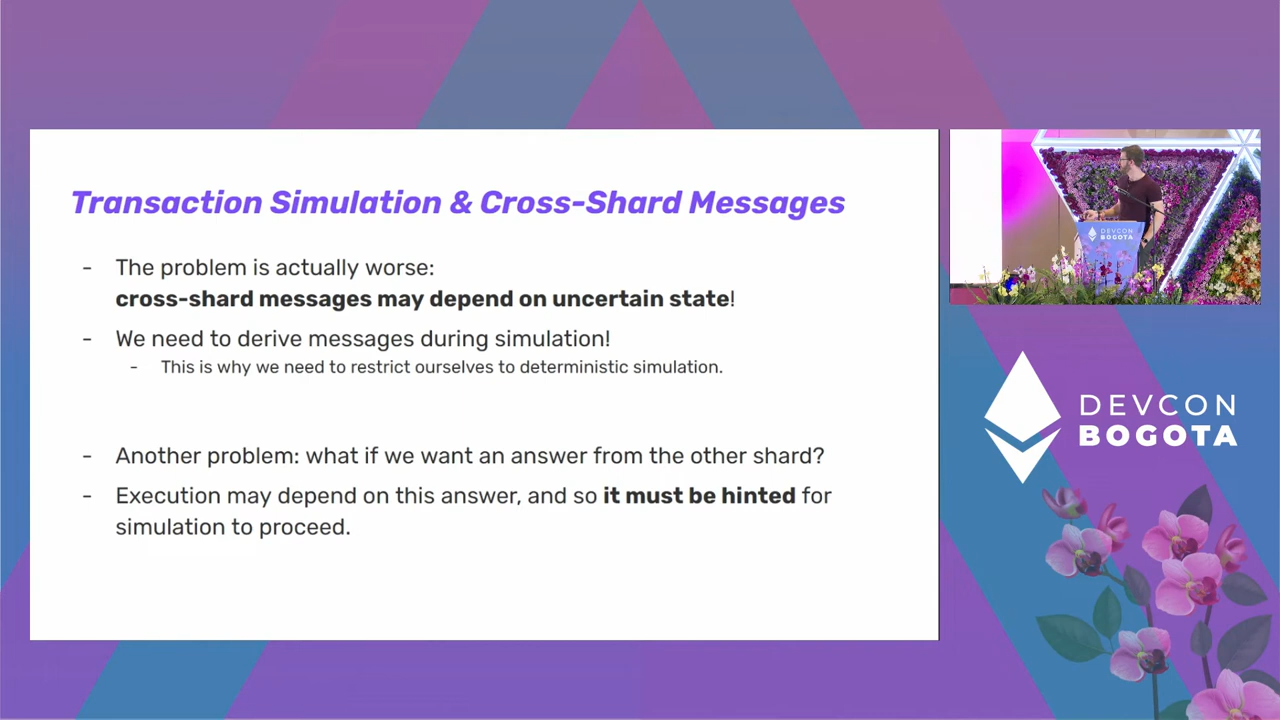 Transaction Simulation & Cross-Shard Messages
- The problem is actually worse:
cross-shard messages may depend on uncertain state!
- We need to derive messages during simulation!
- This is why we need to restrict ourselves to deterministic simulation.
- Another problem: what if we want an answer from the other shard?
- Execution may depend on this answer, and so it must be hinted for
simulation to proceed.
DEVCON
BOGOTA
DEVCON
BOGOTA